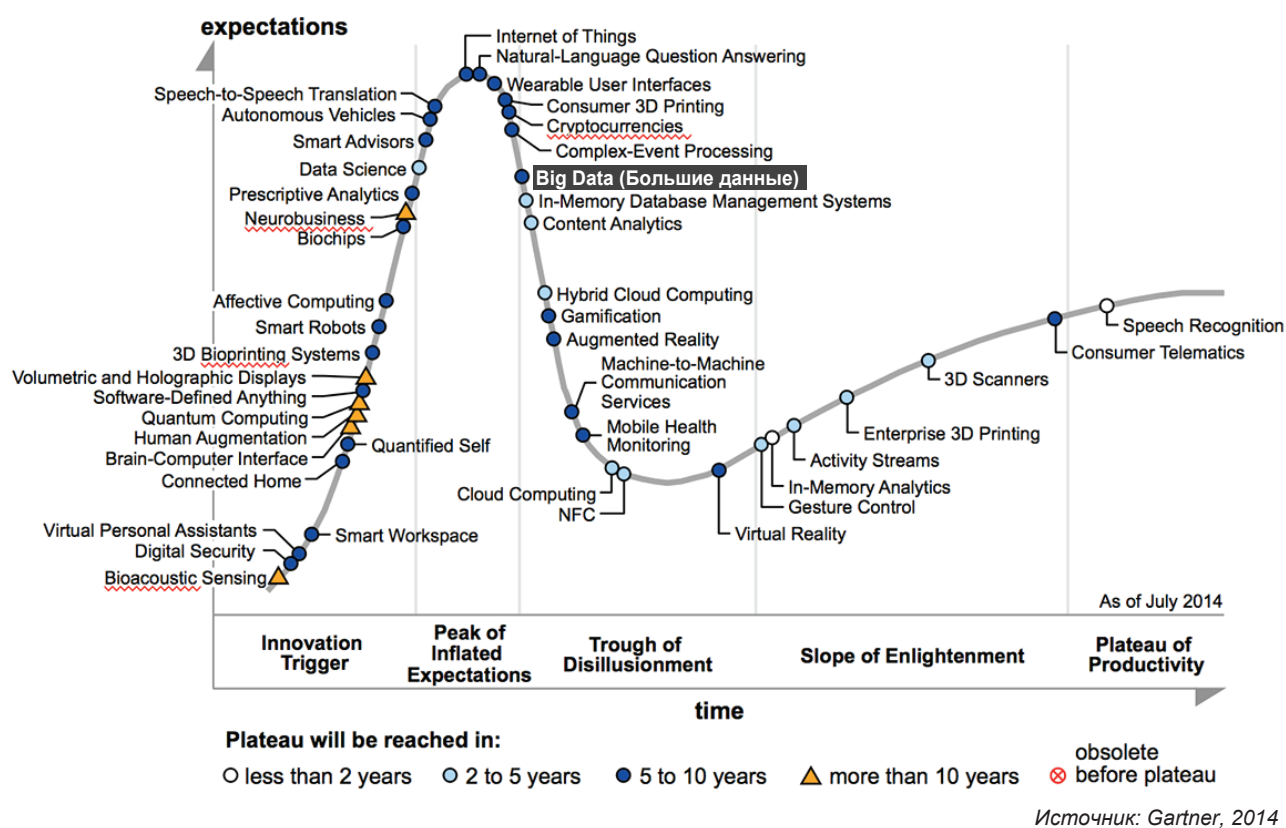 expectations
Internet of Things
Natural-Language Question Answering
Wearable User Interfaces
Consumer 3D Printing
Cryptocurrencies
Complex-Event Processing
Big Data (Большие данные)
In-Memory Database Management Systems
Content Analytics
Speech-to-Speech Translation
Autonomous Vehicles
Smart Advisors
Data Science
Prescriptive Analytics
Neurobusiness
Biochips
Affective Computing
Smart Robots
3D Bioprinting Systems
Volumetric and Holographic Displays
Software-Defined Anything
Quantum Computing
Human Augmentation
Brain-Computer Interface
Connected Home
Quantified Self
Virtual Personal Assistants
Digital Security
Bioacoustic Sensing
Smart Workspace
Hybrid Cloud Computing
Gamification
Augmented Reality
Machine-to-Machine
Communication
Services
Mobile Health
Monitoring
Cloud Computing
NFC
Virtual Reality
Gesture Control
In-Memory Analytics
Activity Streams
Enterprise 3D Printing
3D Scanners
Consumer Telematics
Speech Recognition
As of July 2014
Innovation
Trigger
Peak of
Inflated
Expectations
Trough of
Disillusionment
Slope of Enlightenment
Plateau of
Productivity
time
Plateau will be reached in:
less than 2 years
2 to 5 years
5 to 10 years
more than 10 years
obsolete
before plateau
Источник: Gartner, 2014